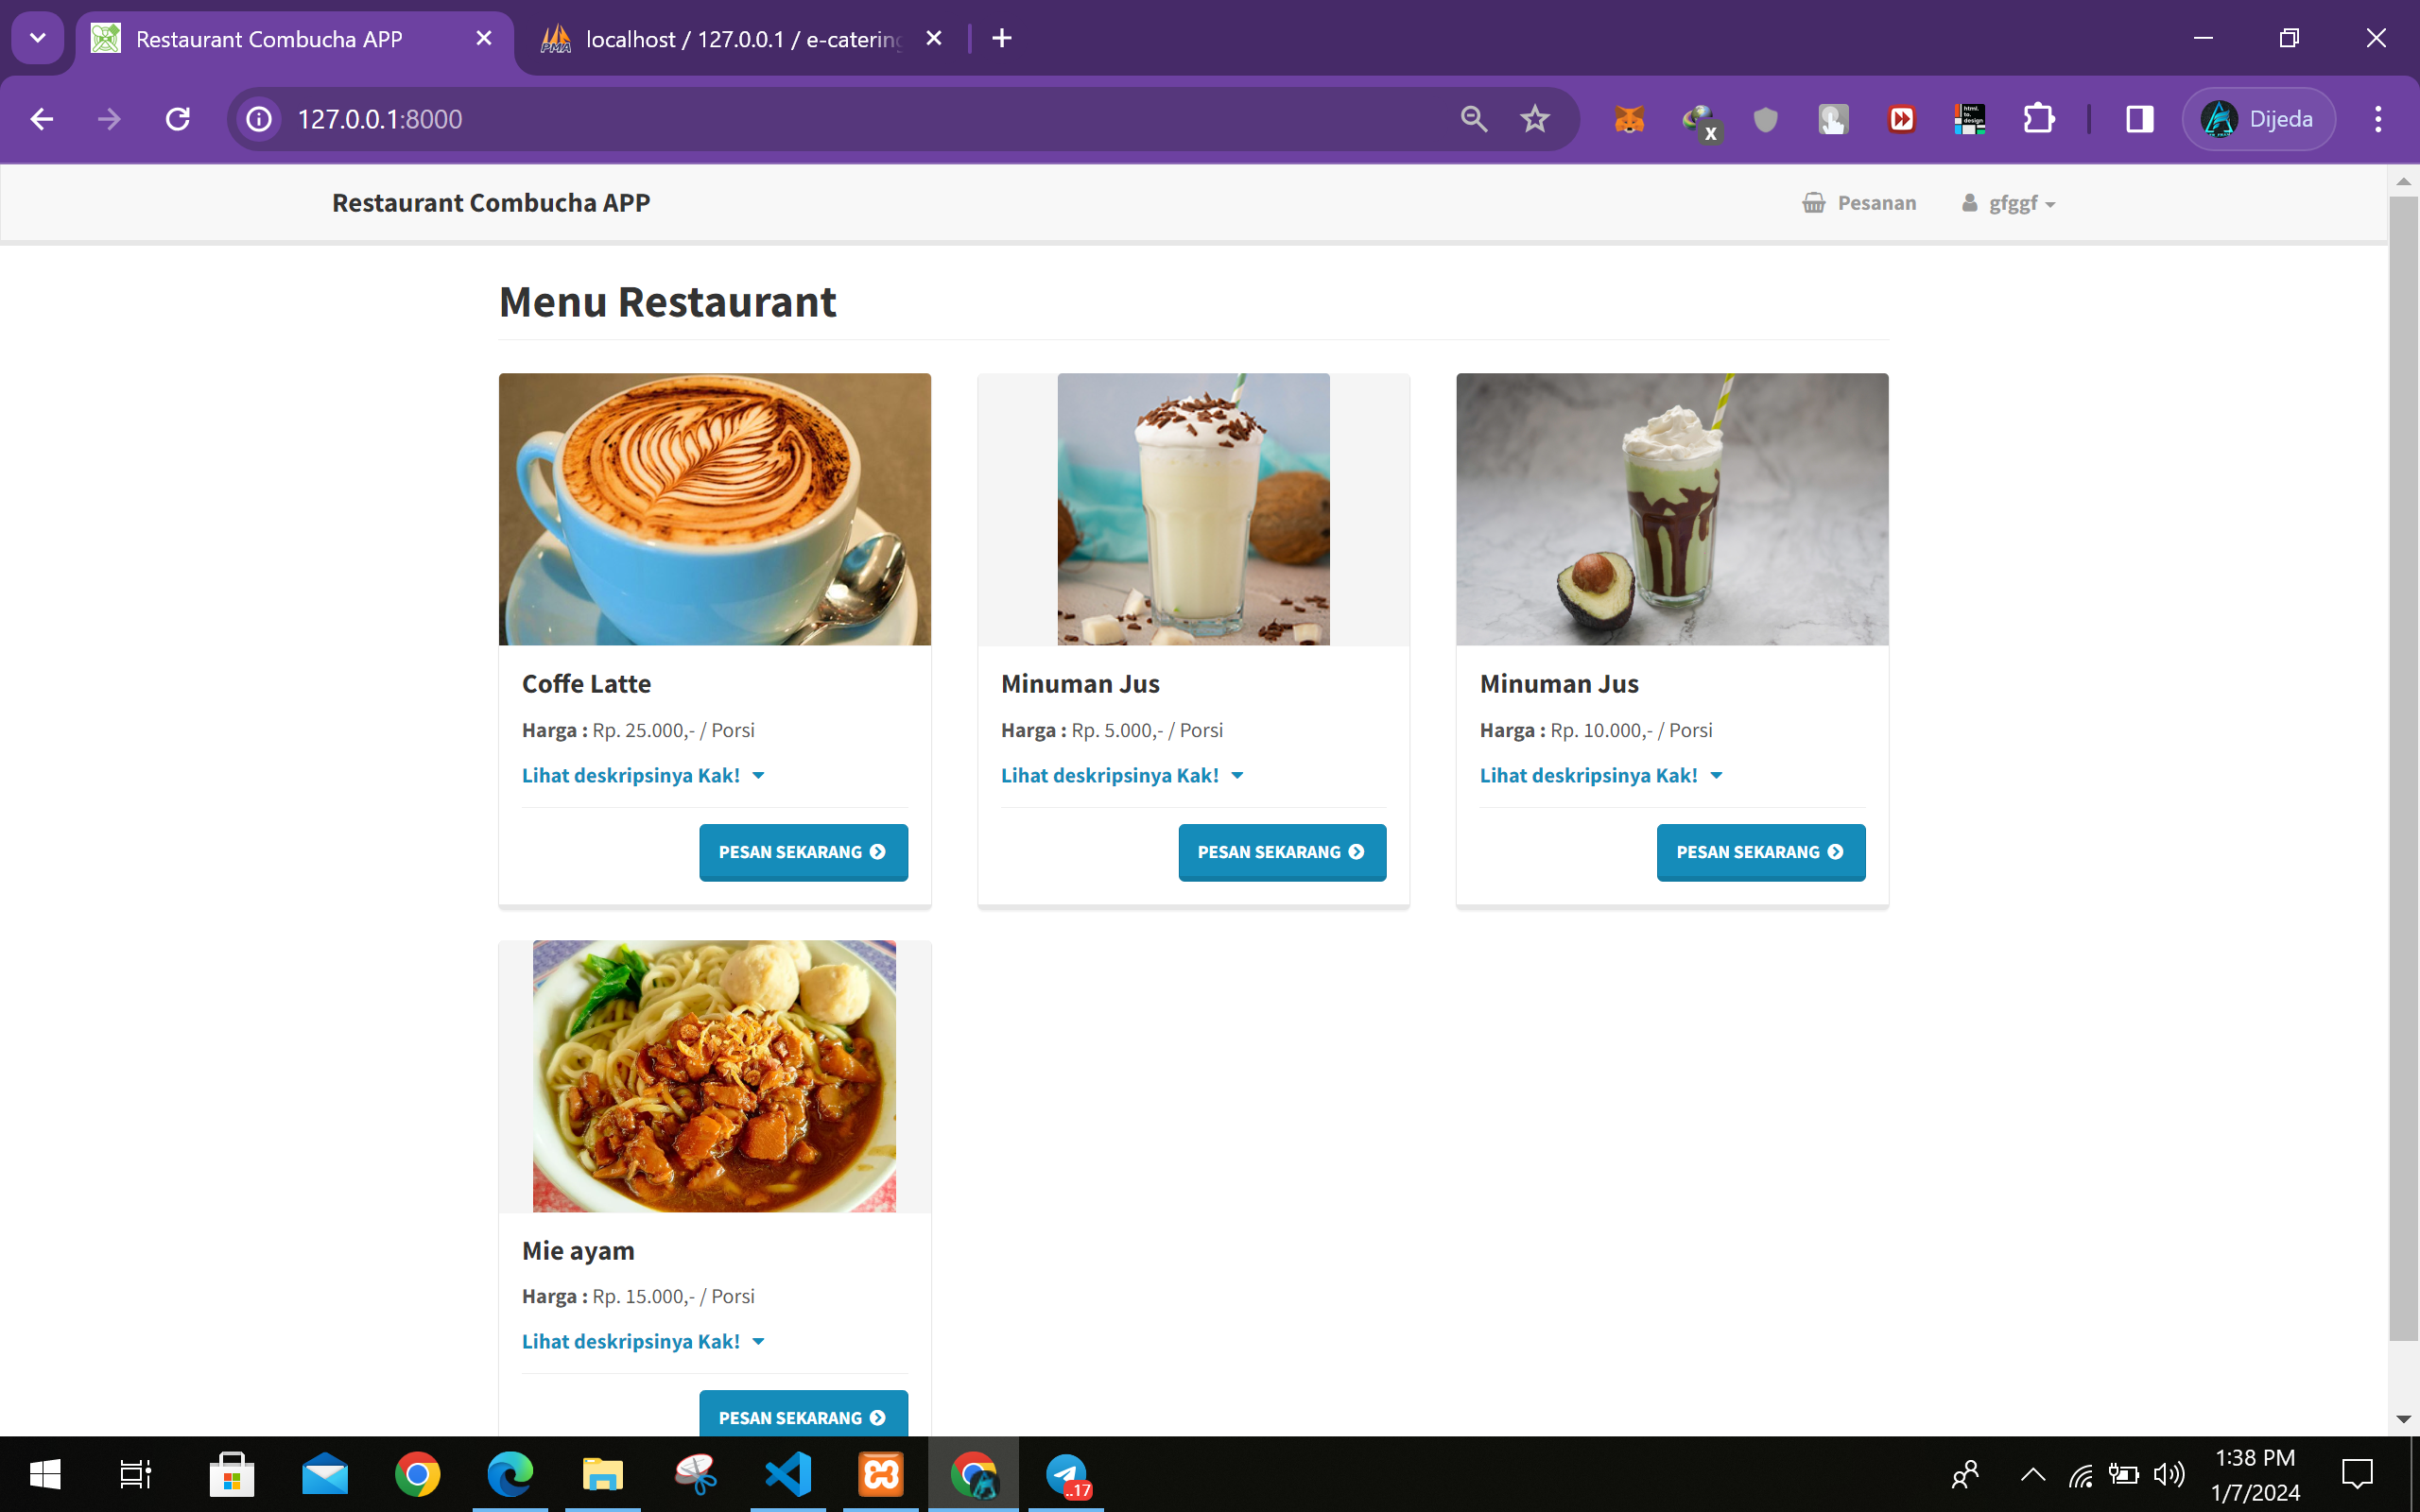 Restaurant Combucha APP
localhost / 127.0.0.1 / e-catering
127.0.0.1:8000
Dijeda
Restaurant Combucha APP
Pesanan
gfggf
Menu Restaurant
Coffe Latte
Harga : Rp. 25.000,- / Porsi
Lihat deskripsinya Kak!
PESAN SEKARANG
Minuman Jus
Harga : Rp. 5.000,- / Porsi
Lihat deskripsinya Kak!
PESAN SEKARANG
Minuman Jus
Harga : Rp. 10.000,- / Porsi
Lihat deskripsinya Kak!
PESAN SEKARANG
Mie ayam
Harga : Rp. 15.000,- / Porsi
Lihat deskripsinya Kak!
PESAN SEKARANG
..17
1:38 PM
1/7/2024